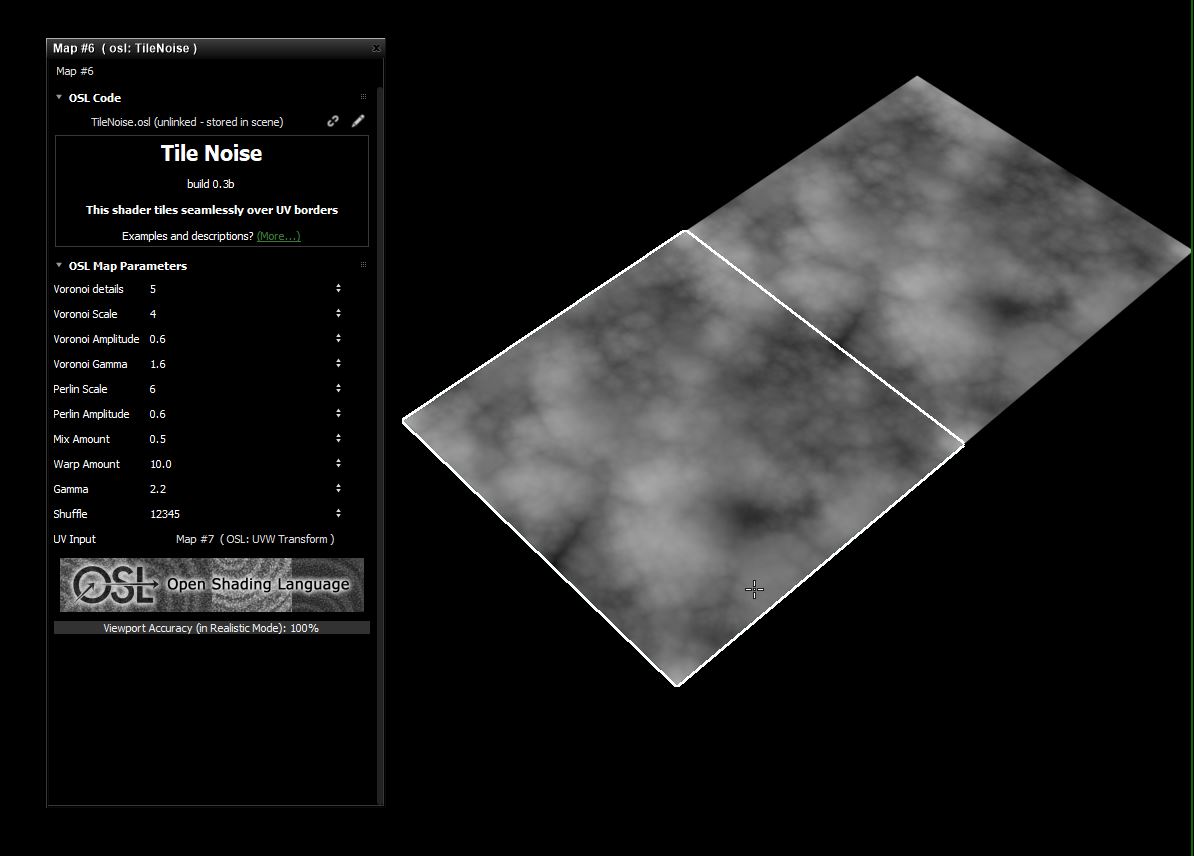 Map #6 ( osl: TileNoise )
Map #6
OSL Code
TileNoise.osl (unlinked - stored in scene)
Tile Noise
build 0.3b
This shader tiles seamlessly over UV borders
Examples and descriptions? (More...)
OSL Map Parameters
Voronoi details 5
Voronoi Scale 4
Voronoi Amplitude 0.6
Voronoi Gamma 1.6
Perlin Scale 6
Perlin Amplitude 0.6
Mix Amount 0.5
Warp Amount 10.0
Gamma 2.2
Shuffle 12345
UV Input Map #7 ( OSL: UVW Transform )
OSL Open Shading Language
Viewport Accuracy (in Realistic Mode): 100%